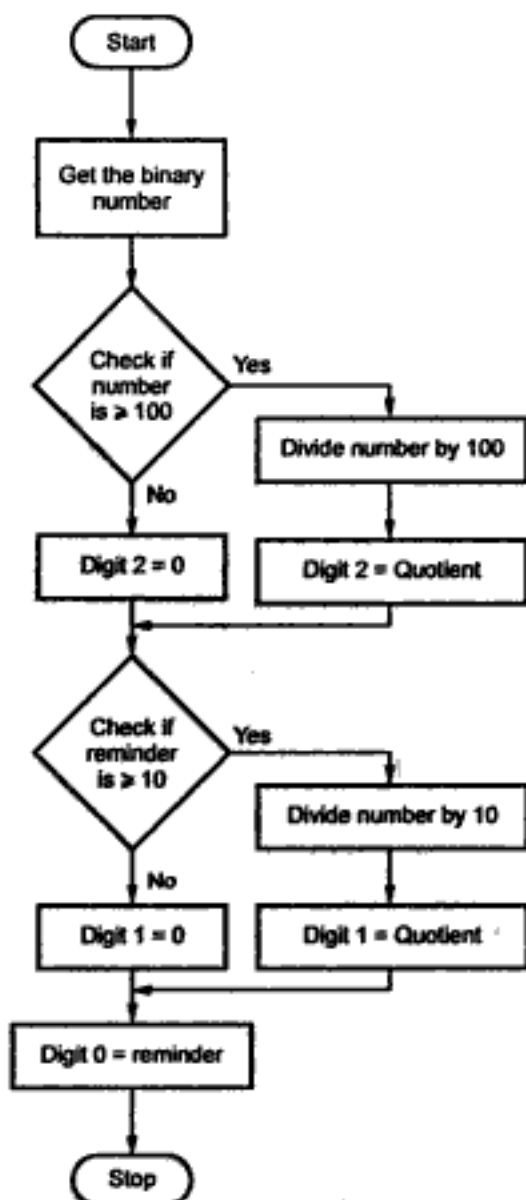 Start
Get the binary
number
Check if
number
is ⩾ 100
Yes
Divide number by 100
No
Digit 2 = 0
Digit 2 = Quotient
Check if
reminder
is ⩾ 10
Yes
Divide number by 10
No
Digit 1 = 0
Digit 1 = Quotient
Digit 0 = reminder
Stop